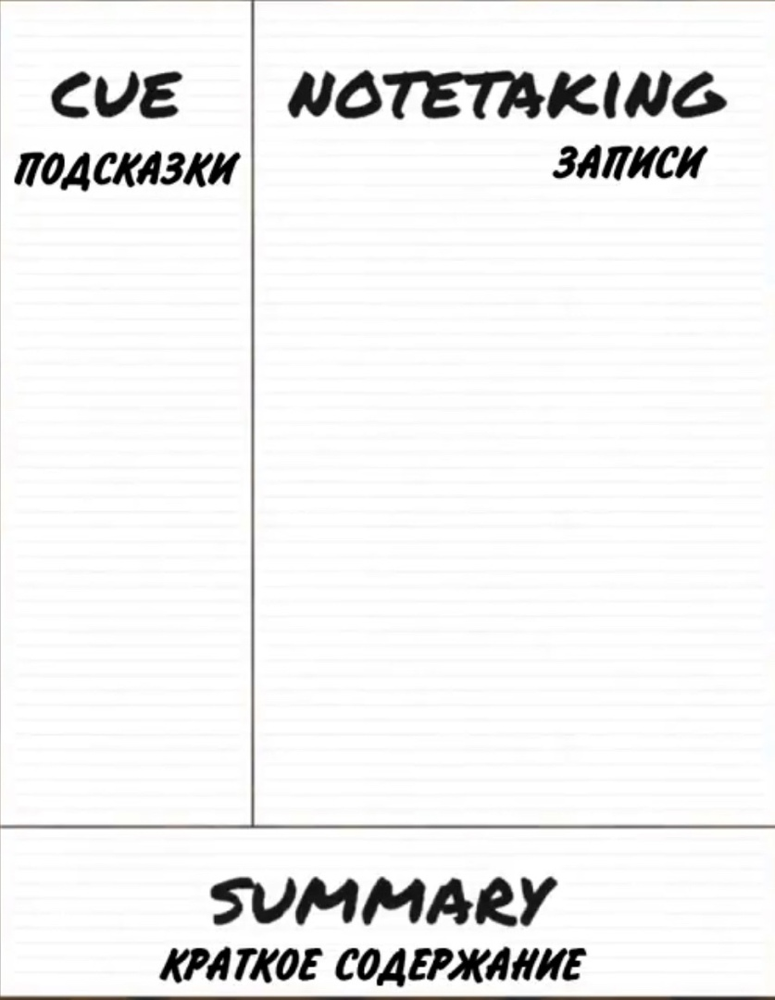 CUE
ПОДСКАЗКИ
NOTETAKING
ЗАПИСИ
SUMMARY
КРАТКОЕ СОДЕРЖАНИЕ